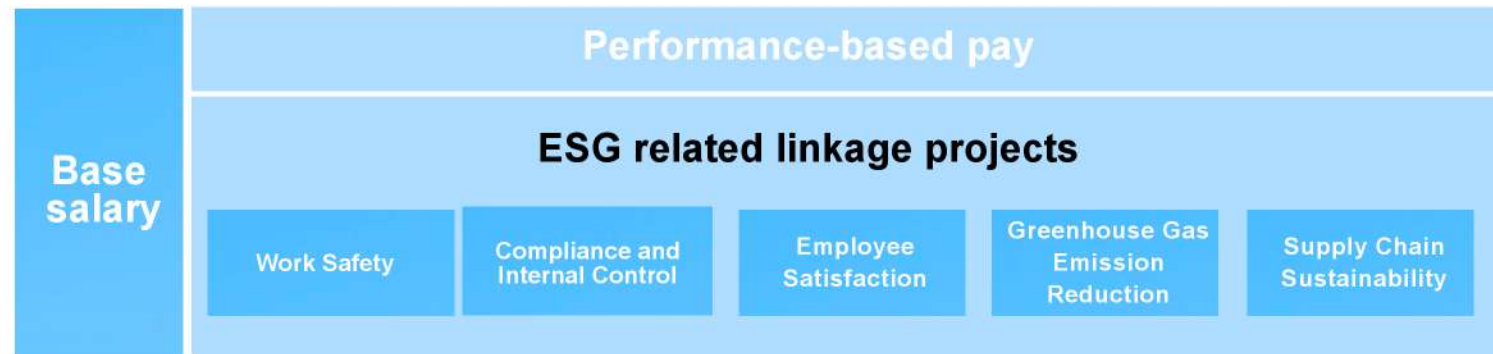 Base
salary
Performance-based pay
ESG related linkage projects
Work Safety
Compliance and
Internal Control
Employee
Satisfaction
Greenhouse Gas
Emission
Reduction
Supply Chain
Sustainability